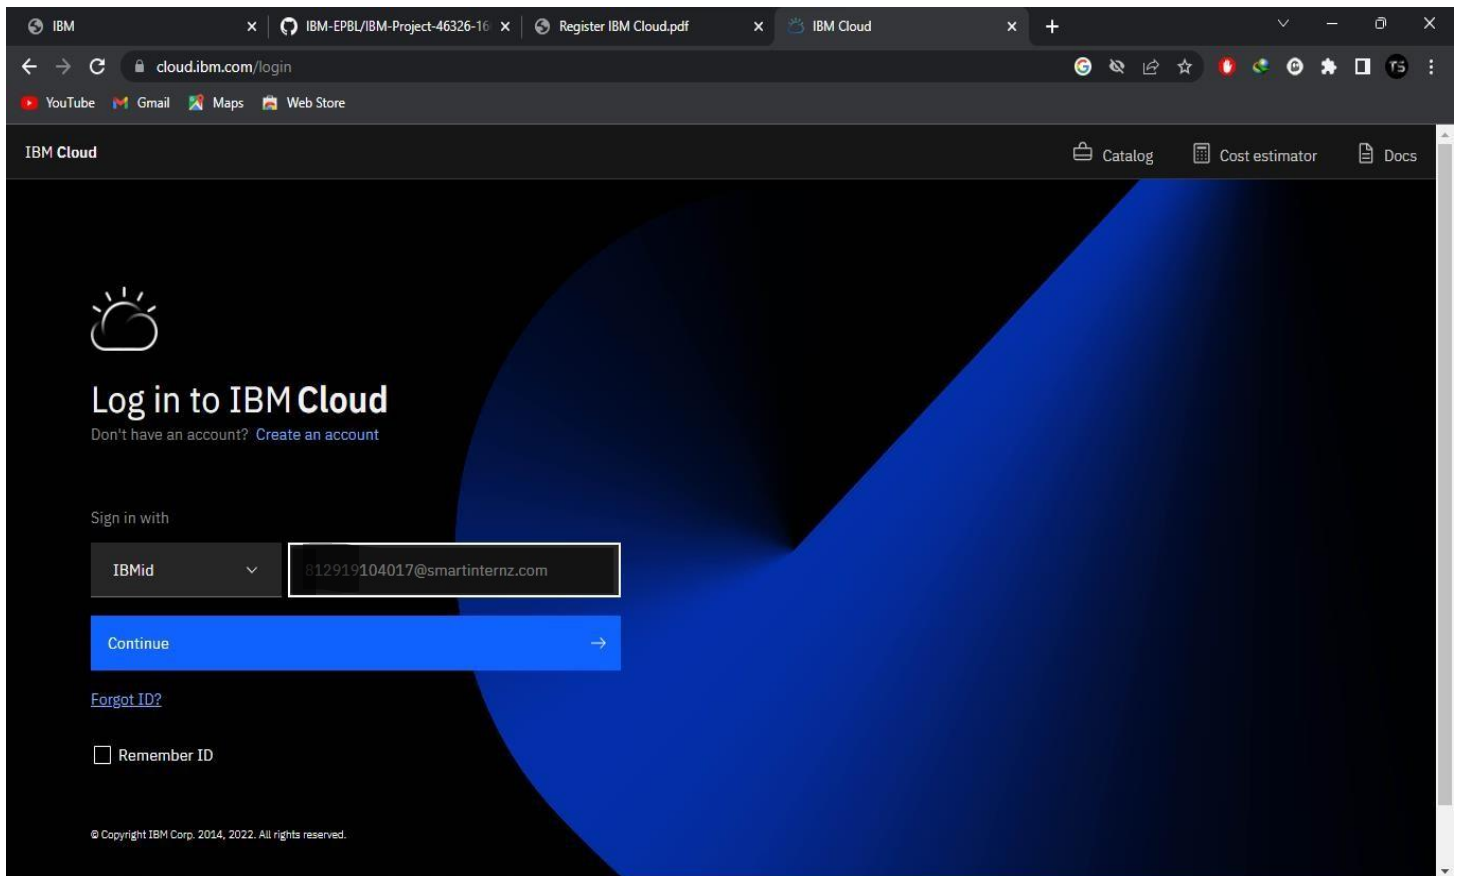 IBM
IBM-EPBL/IBM-Project-46326-16
Register IBM Cloud.pdf
IBM Cloud
cloud.ibm.com/login
TS
YouTube
Gmail
Maps
Web Store
IBM Cloud
Catalog
Cost estimator
Docs
Log in to IBM Cloud
Don't have an account? Create an account
Sign in with
IBMid
812919104017@smartinternz.com
Continue
Forgot ID?
Remember ID
© Copyright IBM Corp. 2014, 2022. All rights reserved.